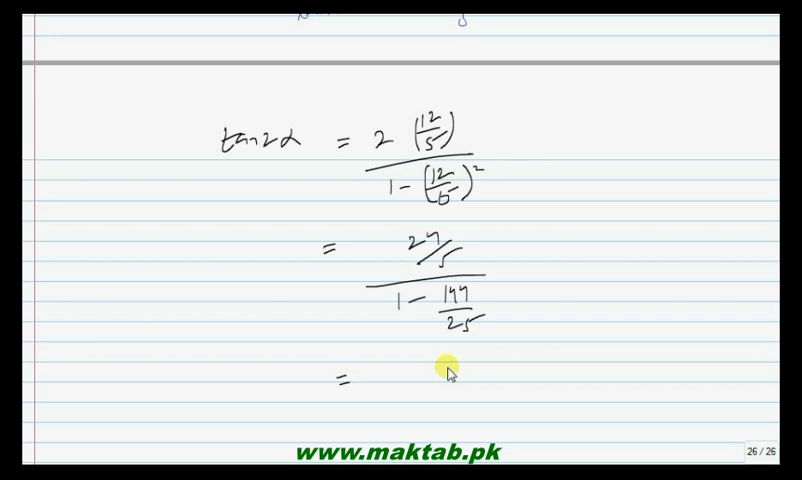 tan2α = 2 (12/5)
1 - (12/5)²
= 24/5
1 - 144/25
=
www.maktab.pk
26 / 26